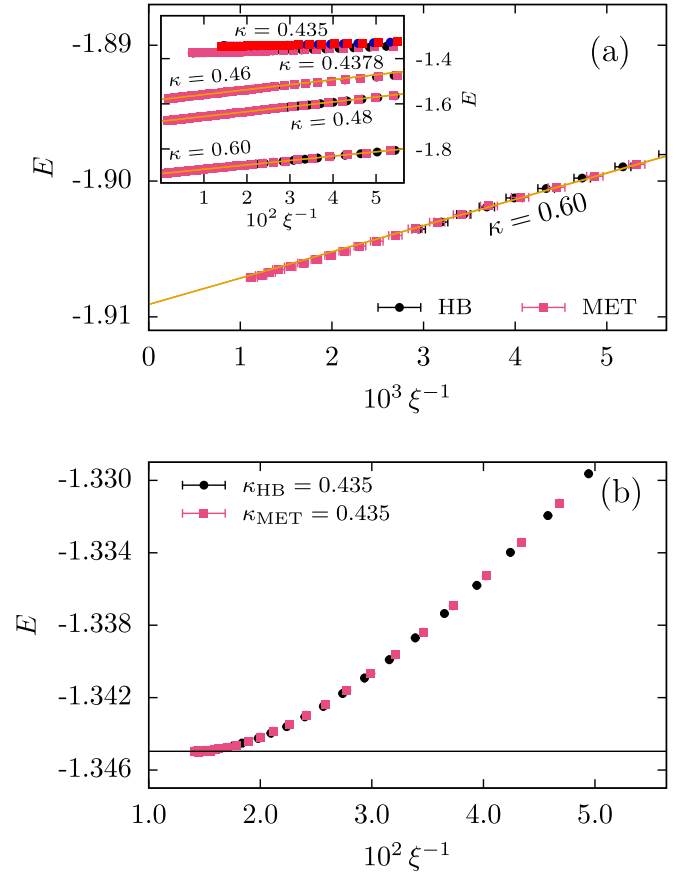 -1.89
(a)
κ = 0.435
κ = 0.4378
κ = 0.46
κ = 0.48
κ = 0.60
-1.4
-1.6
-1.8
E
1 2 3 4 5
10² ξ⁻¹
E
-1.90
κ = 0.60
-1.91
HB MET
0 1 2 3 4 5
10³ ξ⁻¹
-1.330
κ_HB = 0.435
(b)
κ_MET = 0.435
-1.334
E
-1.338
-1.342
-1.346
1.0 2.0 3.0 4.0 5.0
10² ξ⁻¹